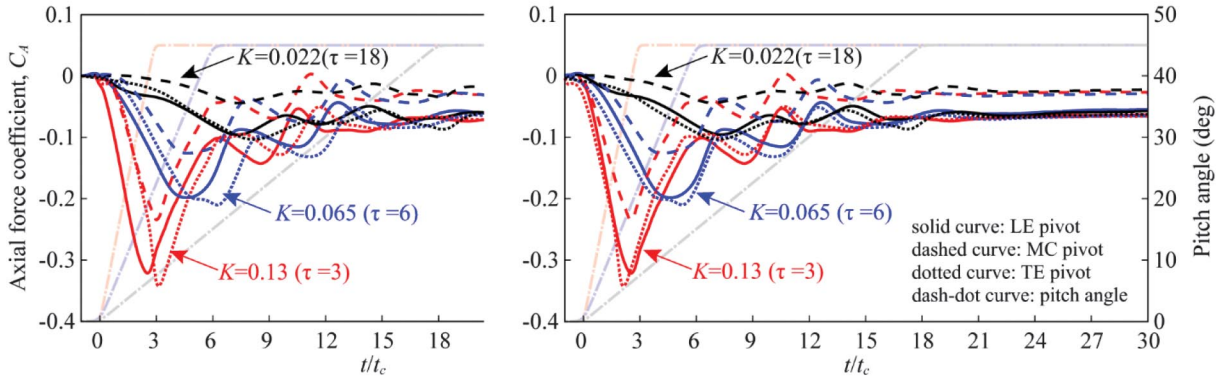 Axial force coefficient, C_A
0.1
0
-0.1
-0.2
-0.3
-0.4
0 3 6 9 12 15 18
t/t_c
K=0.022(τ=18)
K=0.065 (τ=6)
K=0.13 (τ=3)
0.1
0
-0.1
-0.2
-0.3
-0.4
0 3 6 9 12 15 18 21 24 27 30
t/t_c
K=0.022(τ=18)
K=0.065 (τ=6)
K=0.13 (τ=3)
solid curve: LE pivot
dashed curve: MC pivot
dotted curve: TE pivot
dash-dot curve: pitch angle
50
40
30
20
10
0
Pitch angle (deg)